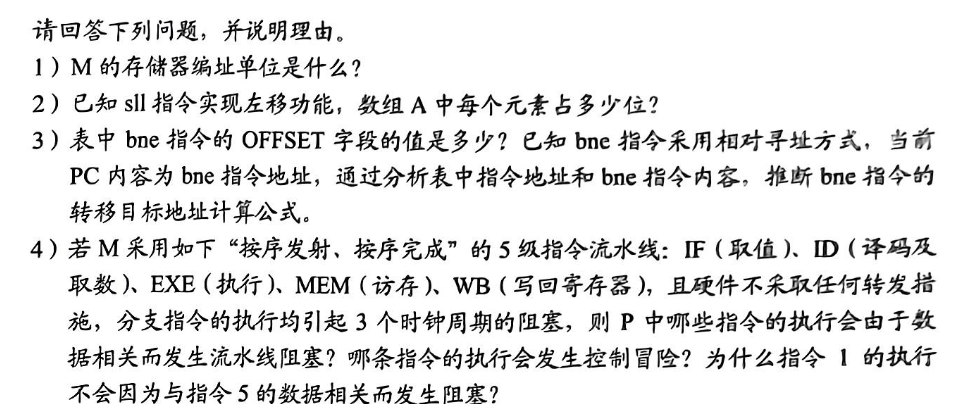 请回答下列问题，并说明理由。
1）M 的存储器编址单位是什么？
2）已知 sll 指令实现左移功能，数组 A 中每个元素占多少位？
3）表中 bne 指令的 OFFSET 字段的值是多少？已知 bne 指令采用相对寻址方式，当前
PC 内容为 bne 指令地址，通过分析表中指令地址和 bne 指令内容，推断 bne 指令的
转移目标地址计算公式。
4）若 M 采用如下“按序发射、按序完成”的 5 级指令流水线：IF（取值）、ID（译码及
取数）、EXE（执行）、MEM（访存）、WB（写回寄存器），且硬件不采取任何转发措
施，分支指令的执行均引起 3 个时钟周期的阻塞，则 P 中哪些指令的执行会由于数
据相关而发生流水线阻塞？哪条指令的执行会发生控制冒险？为什么指令 1 的执行
不会因为与指令 5 的数据相关而发生阻塞？